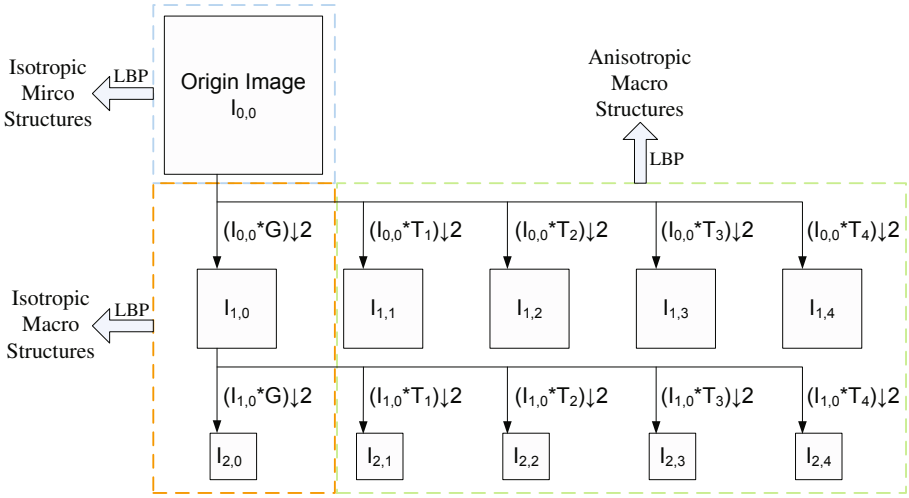 Isotropic
Mirco
Structures
LBP
Origin Image
I0,0
Anisotropic
Macro
Structures
LBP
(I0,0*G)↓2
(I0,0*T1)↓2
(I0,0*T2)↓2
(I0,0*T3)↓2
(I0,0*T4)↓2
Isotropic
Macro
Structures
LBP
I1,0
I1,1
I1,2
I1,3
I1,4
(I1,0*G)↓2
(I1,0*T1)↓2
(I1,0*T2)↓2
(I1,0*T3)↓2
(I1,0*T4)↓2
I2,0
I2,1
I2,2
I2,3
I2,4